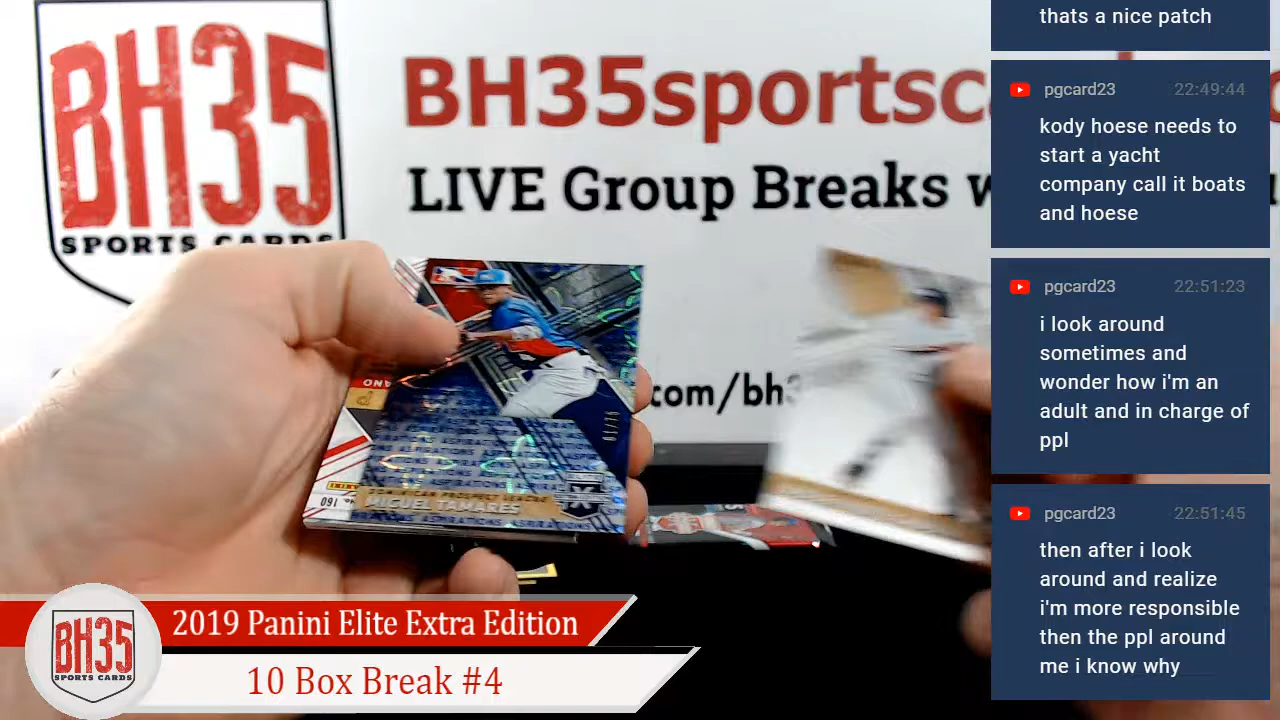 BH35
SPORTS CARDS
BH35sportsc
LIVE Group Breaks w
.com/bh3
MIGUEL TAMARES
ASPIRATIONS
160
thats a nice patch
pgcard23 22:49:44
kody hoese needs to
start a yacht
company call it boats
and hoese
pgcard23 22:51:23
i look around
sometimes and
wonder how i'm an
adult and in charge of
ppl
pgcard23 22:51:45
then after i look
around and realize
i'm more responsible
then the ppl around
me i know why
BH35
SPORTS CARDS
2019 Panini Elite Extra Edition
10 Box Break #4